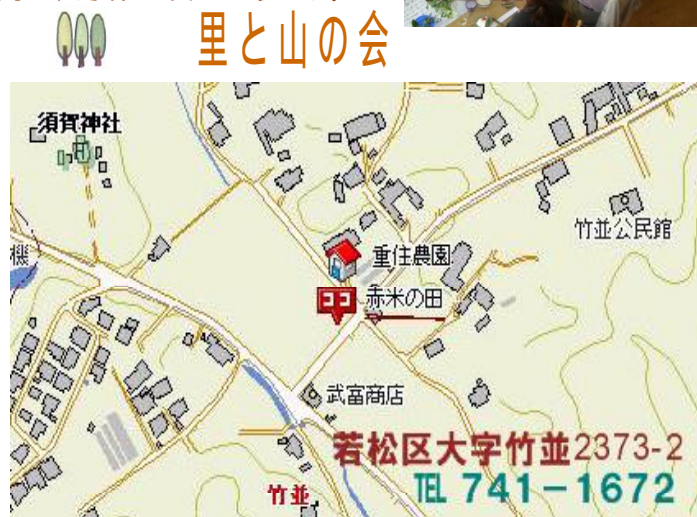 里と山の会
須賀神社
竹並公民館
機
重住農園
ココ
赤米の田
武富商店
若松区大字竹並2373-2
竹並
TEL 741-1672